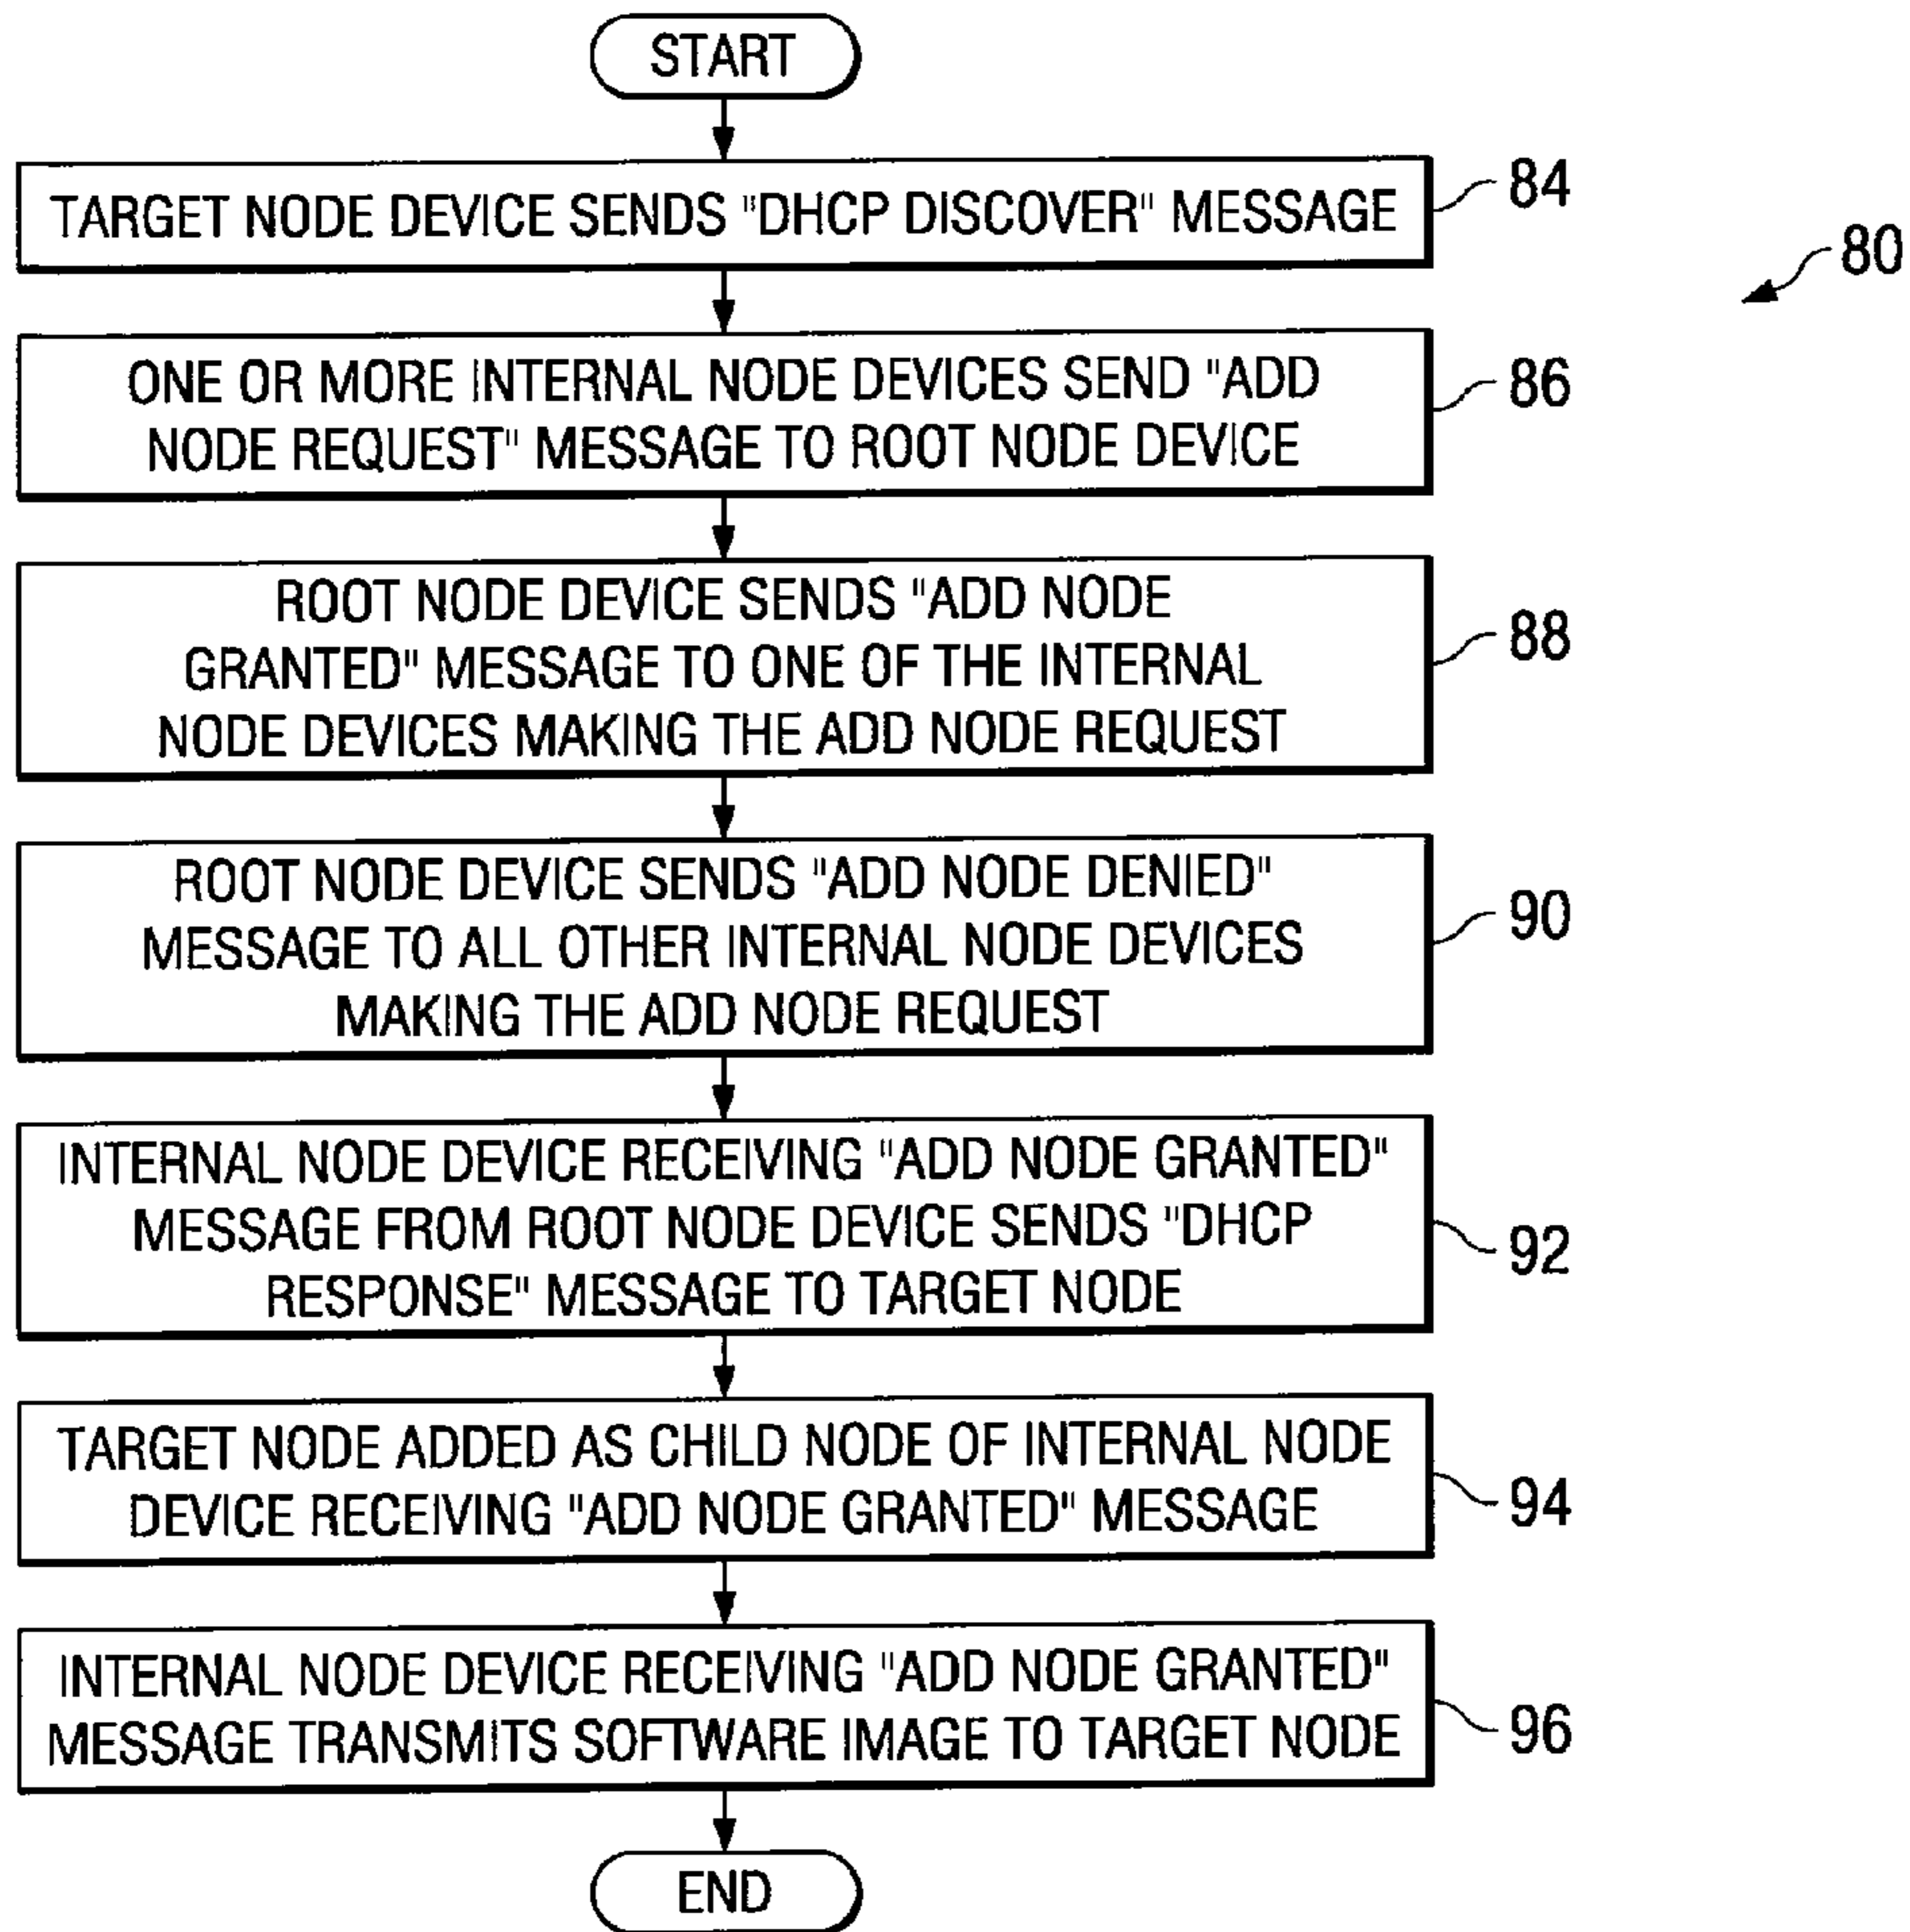 START
TARGET NODE DEVICE SENDS "DHCP DISCOVER" MESSAGE
84
80
ONE OR MORE INTERNAL NODE DEVICES SEND "ADD
NODE REQUEST" MESSAGE TO ROOT NODE DEVICE
86
ROOT NODE DEVICE SENDS "ADD NODE
GRANTED" MESSAGE TO ONE OF THE INTERNAL
NODE DEVICES MAKING THE ADD NODE REQUEST
88
ROOT NODE DEVICE SENDS "ADD NODE DENIED"
MESSAGE TO ALL OTHER INTERNAL NODE DEVICES
MAKING THE ADD NODE REQUEST
90
INTERNAL NODE DEVICE RECEIVING "ADD NODE GRANTED"
MESSAGE FROM ROOT NODE DEVICE SENDS "DHCP
RESPONSE" MESSAGE TO TARGET NODE
92
TARGET NODE ADDED AS CHILD NODE OF INTERNAL NODE
DEVICE RECEIVING "ADD NODE GRANTED" MESSAGE
94
INTERNAL NODE DEVICE RECEIVING "ADD NODE GRANTED"
MESSAGE TRANSMITS SOFTWARE IMAGE TO TARGET NODE
96
END